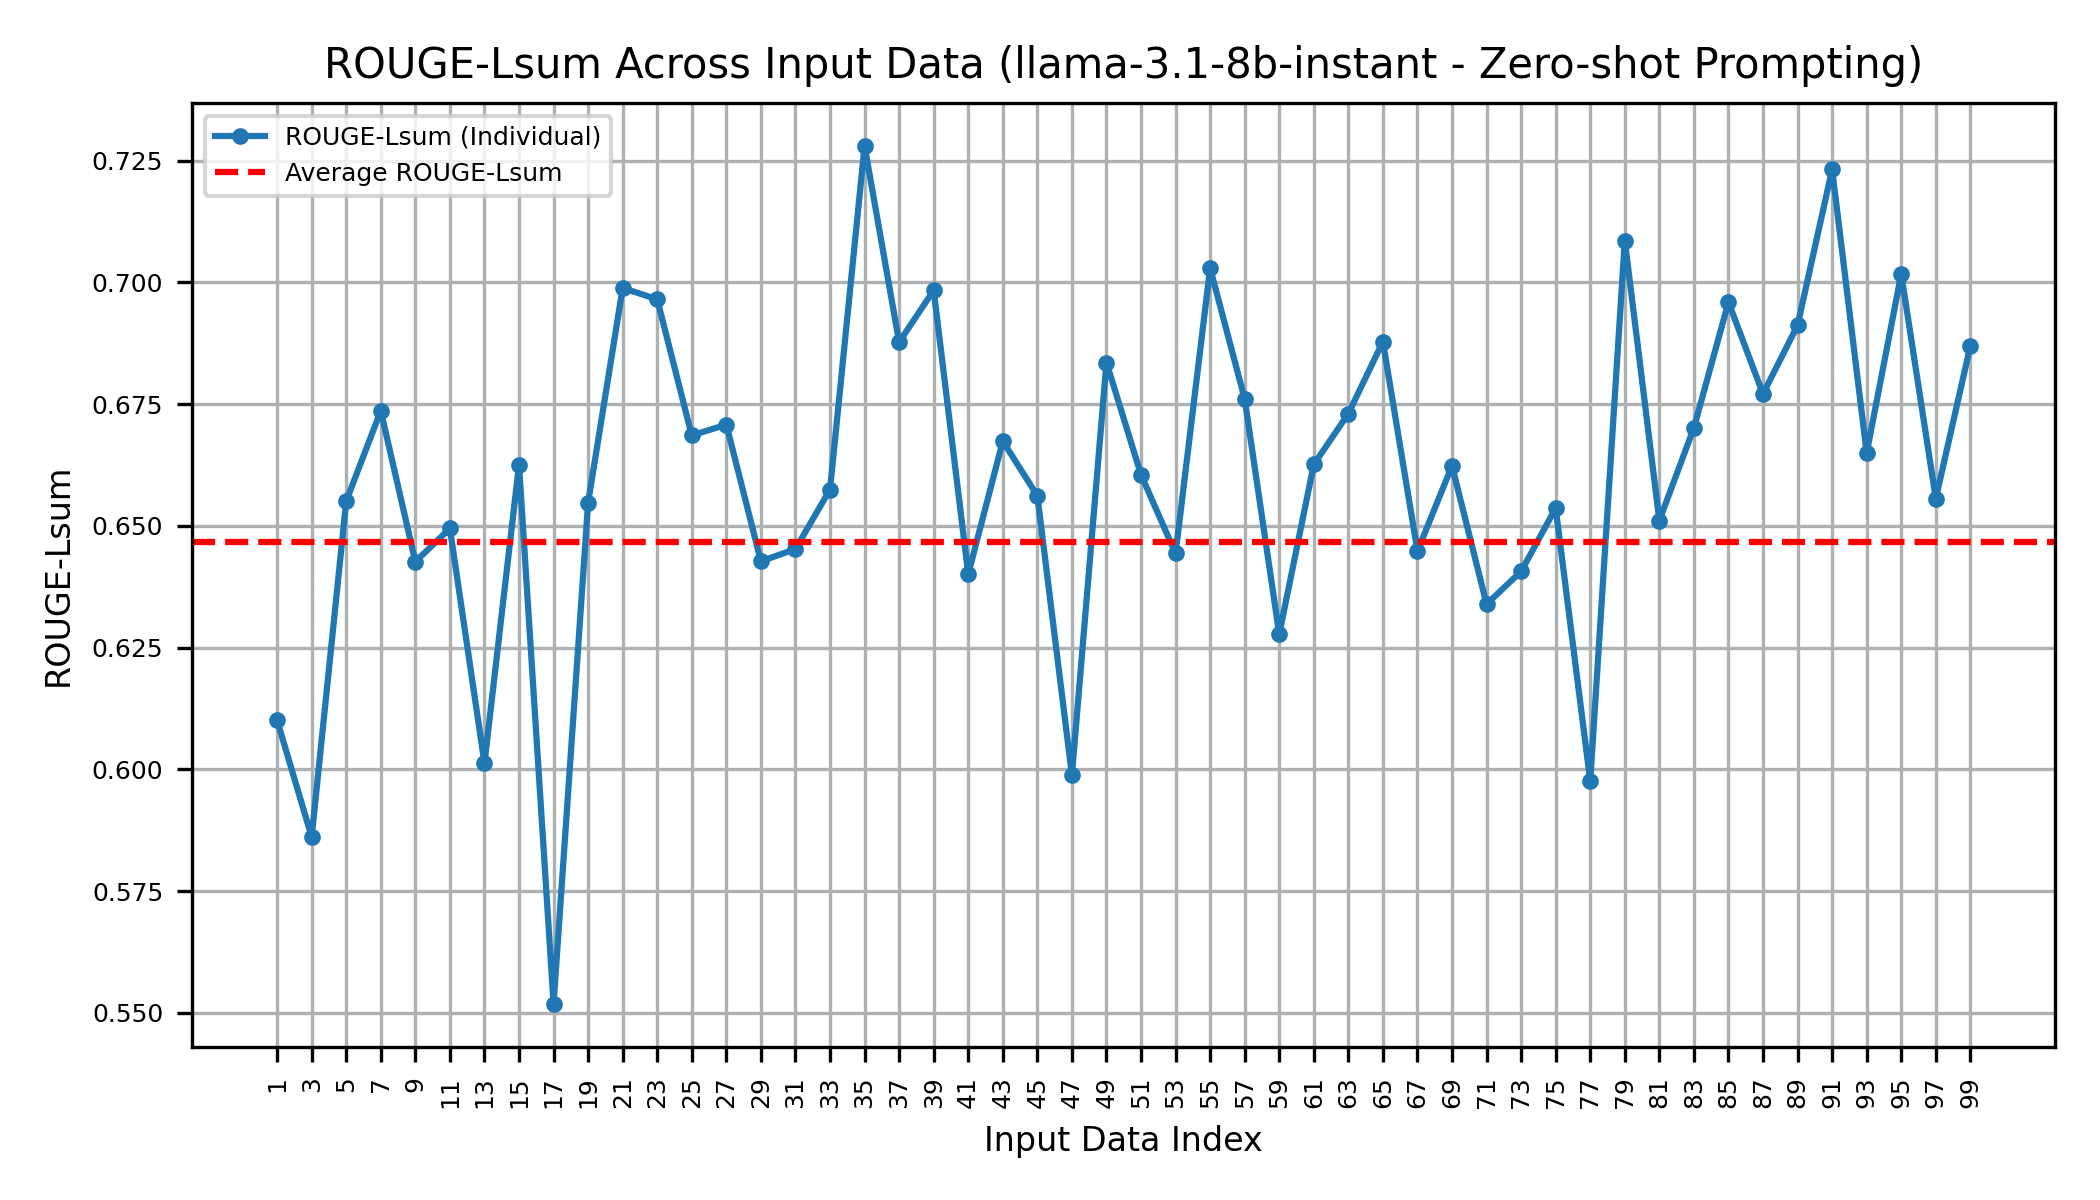 ROUGE-Lsum Across Input Data (llama-3.1-8b-instant - Zero-shot Prompting)
ROUGE-Lsum (Individual)
Average ROUGE-Lsum
ROUGE-Lsum
0.725
0.700
0.675
0.650
0.625
0.600
0.575
0.550
1 3 5 7 9 11 13 15 17 19 21 23 25 27 29 31 33 35 37 39 41 43 45 47 49 51 53 55 57 59 61 63 65 67 69 71 73 75 77 79 81 83 85 87 89 91 93 95 97 99
Input Data Index